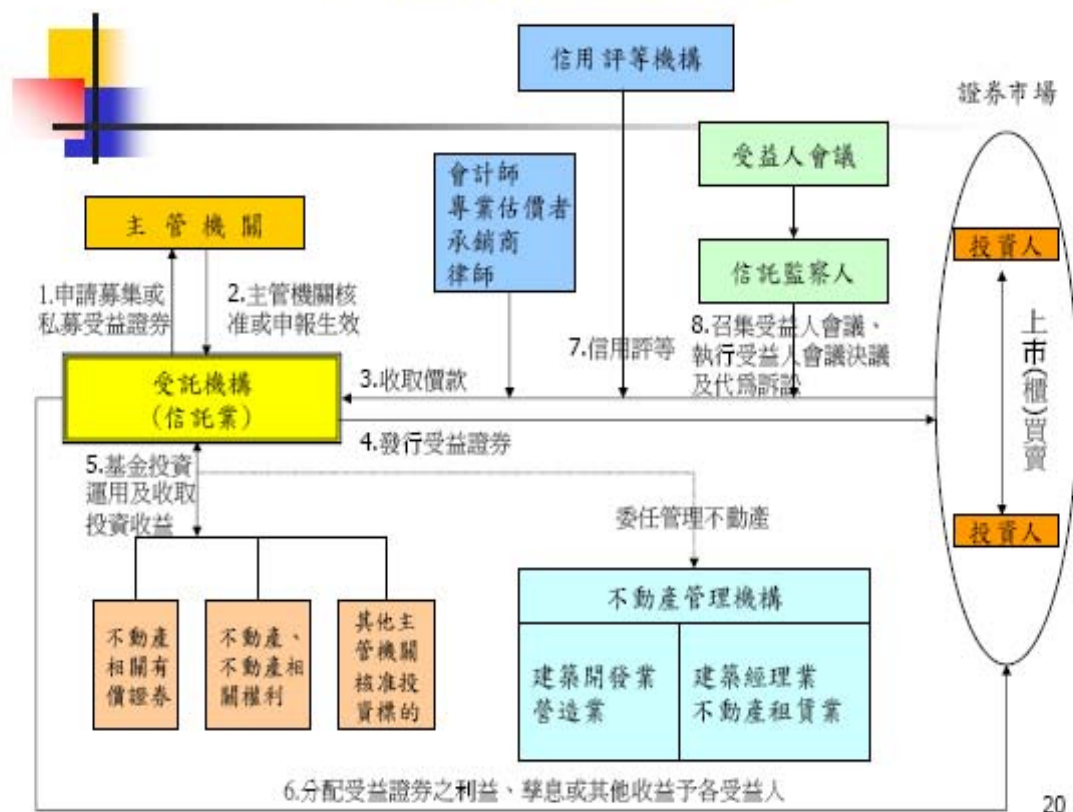 信用評等機構
證券市場
受益人會議
會計師
專業估價者
承銷商
律師
主管機關
信託監察人
投資人
1.申請募集或
私募受益證券
2.主管機關核
准或申報生效
7.信用評等
8.召集受益人會議、
執行受益人會議決議
及代爲訴訟
上市(櫃)買賣
受託機構
(信託業)
3.收取價款
4.發行受益證券
5.基金投資
運用及收取
投資收益
委任管理不動產
投資人
不動產管理機構
不動產
相關有
價證券
不動產、
不動產相
關權利
其他主
管機關
核准投
資標的
建築開發業
營造業
建築經理業
不動產租賃業
6.分配受益證券之利益、孳息或其他收益予各受益人
20